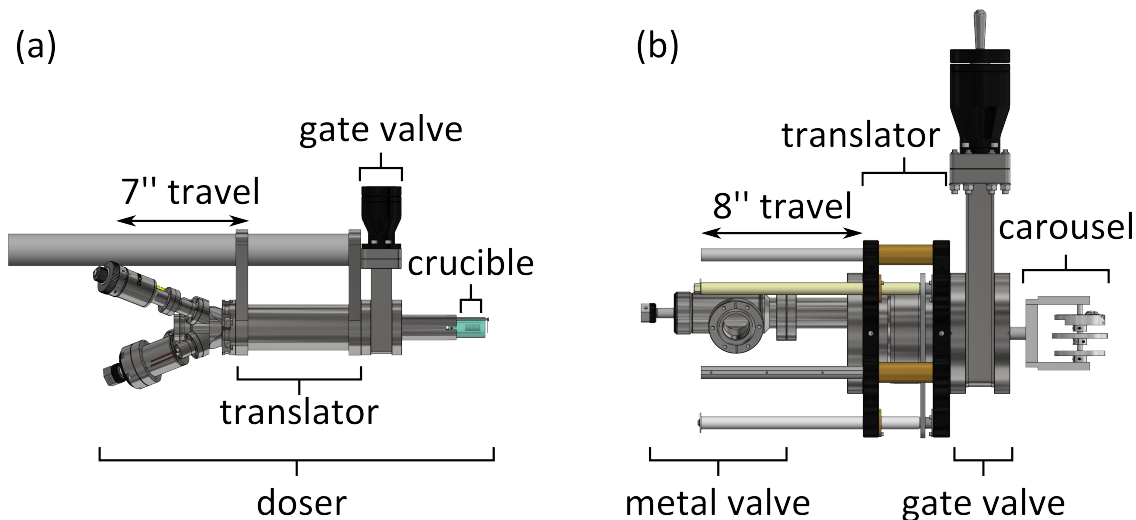 (a)
gate valve
7" travel
crucible
translator
doser
(b)
translator
8" travel
carousel
metal valve
gate valve